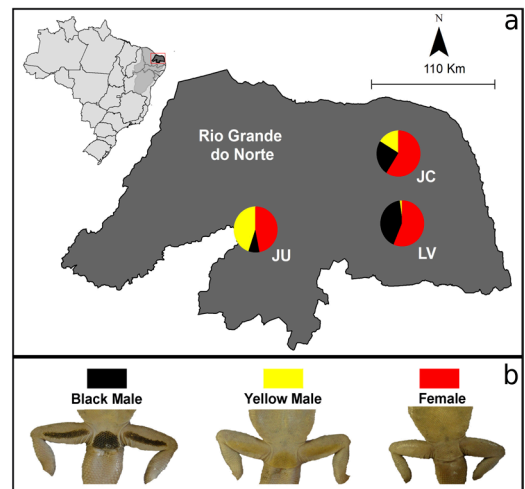 a
N
110 Km
Rio Grande
do Norte
JC
JU
LV
b
Black Male
Yellow Male
Female